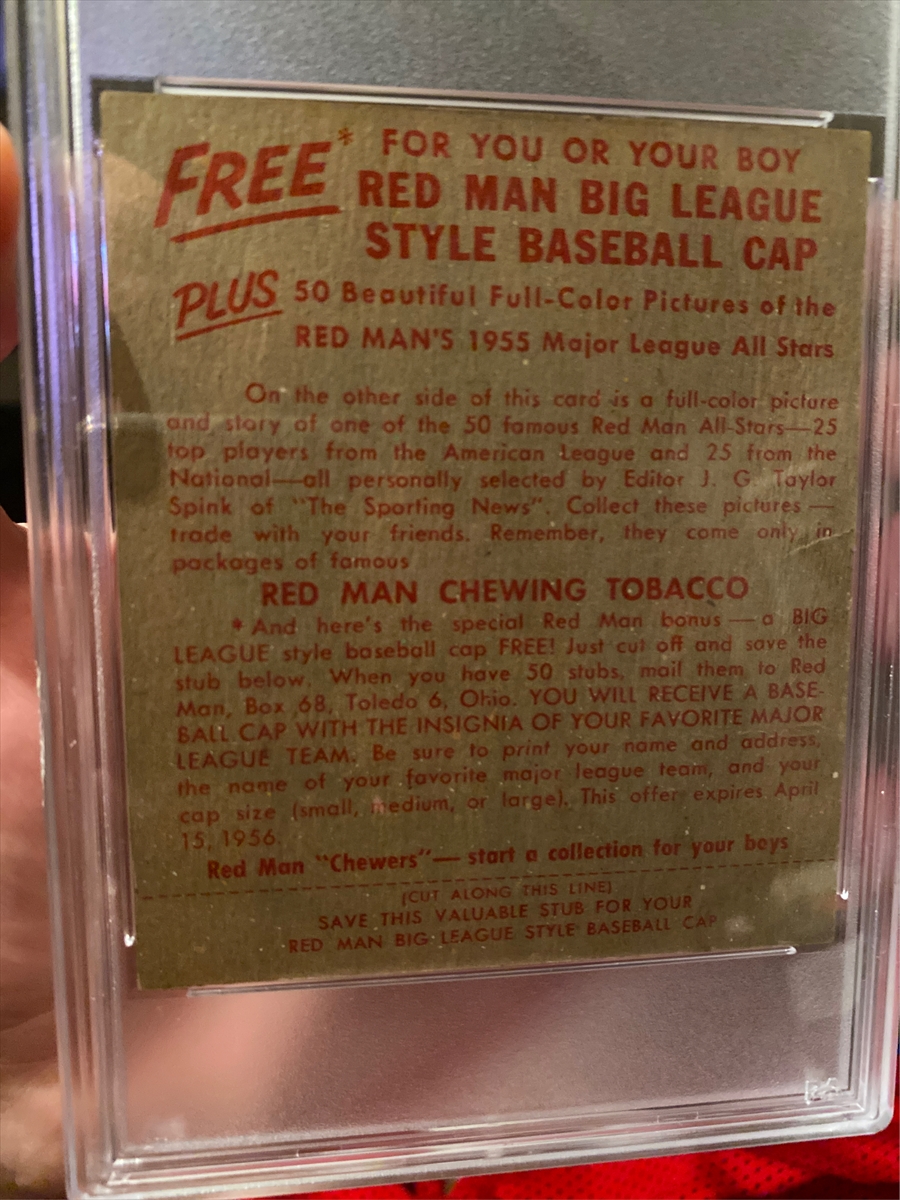 FREE* FOR YOU OR YOUR BOY
RED MAN BIG LEAGUE
STYLE BASEBALL CAP
PLUS 50 Beautiful Full-Color Pictures of the
RED MAN'S 1955 Major League All Stars
On the other side of this card is a full-color picture
and story of one of the 50 famous Red Man All-Stars—25
top players from the American League and 25 from the
National—all personally selected by Editor J. G. Taylor
Spink of "The Sporting News". Collect these pictures —
trade with your friends. Remember, they come only in
packages of famous
RED MAN CHEWING TOBACCO
* And here's the special Red Man bonus — a BIG
LEAGUE style baseball cap FREE! Just cut off and save the
stub below. When you have 50 stubs, mail them to Red
Man, Box 68, Toledo 6, Ohio. YOU WILL RECEIVE A BASE-
BALL CAP WITH THE INSIGNIA OF YOUR FAVORITE MAJOR
LEAGUE TEAM. Be sure to print your name and address,
the name of your favorite major league team, and your
cap size (small, medium, or large). This offer expires April
15, 1956.
Red Man "Chewers"— start a collection for your boys
(CUT ALONG THIS LINE)
SAVE THIS VALUABLE STUB FOR YOUR
RED MAN BIG LEAGUE STYLE BASEBALL CAP